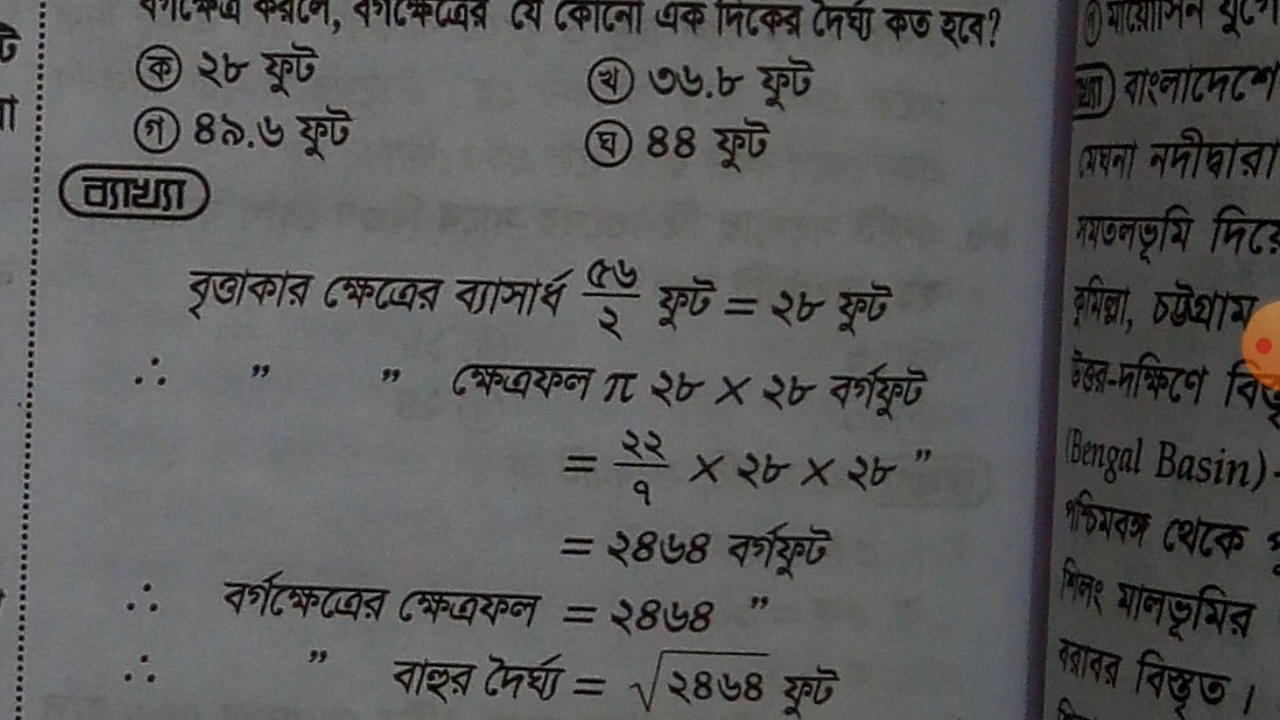 বর্গক্ষেত্র করলে, বর্গক্ষেত্রের যে কোনো এক দিকের দৈর্ঘ্য কত হবে?
ক ২৮ ফুট
খ ৩৬.৮ ফুট
গ ৪৯.৬ ফুট
ঘ ৪৪ ফুট
ব্যাখ্যা
বৃত্তাকার ক্ষেত্রের ব্যাসার্ধ ৫৬/২ ফুট = ২৮ ফুট
∴ " " ক্ষেত্রফল π ২৮ × ২৮ বর্গফুট
= ২২/৭ × ২৮ × ২৮ "
= ২৪৬৪ বর্গফুট
∴ বর্গক্ষেত্রের ক্ষেত্রফল = ২৪৬৪ "
∴ " বাহুর দৈর্ঘ্য = √২৪৬৪ ফুট
মায়োসিন যুগে
বাংলাদেশে
মেঘনা নদীদ্বারা
সমতলভূমি দিয়ে
কুমিল্লা, চট্টগ্রাম
উত্তর-দক্ষিণে
(Bengal Basin)-
পশ্চিমবঙ্গ থেকে
শিলং মালভূমির
বরাবর বিস্তৃত।